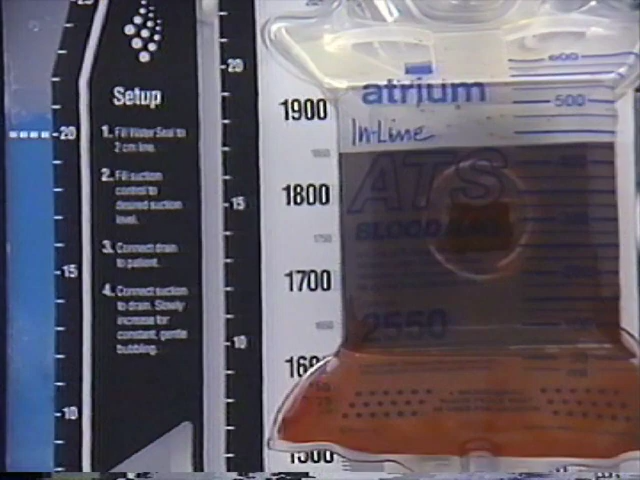 Setup
1. Fill Water Seal to
2 cm line.
2. Fill suction
control to
desired suction
level.
3. Connect drain
to patient.
4. Connect suction
to drain. Slowly
increase for
constant, gentle
bubbling.
20
15
10
20
15
10
1900
1800
1700
1500
atrium
In-Line
ATS
BLOOD BAG
2550
600
500